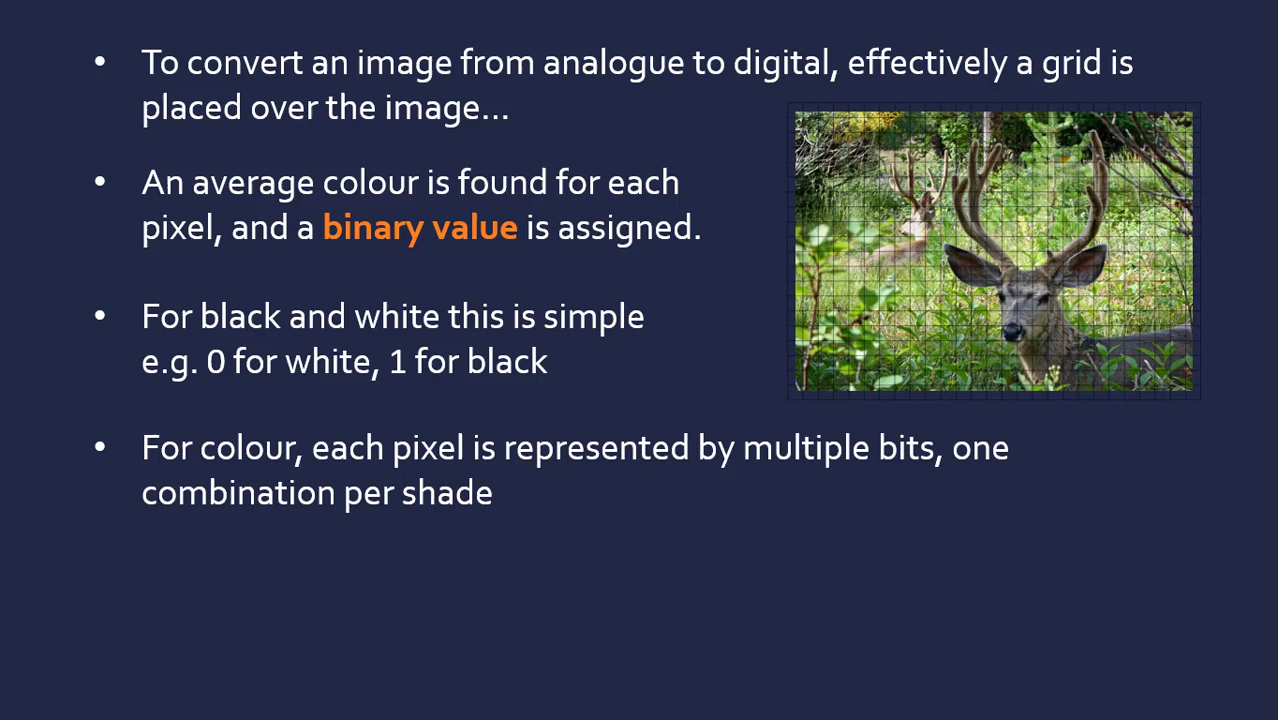 • To convert an image from analogue to digital, effectively a grid is
placed over the image...
• An average colour is found for each
pixel, and a binary value is assigned.
• For black and white this is simple
e.g. 0 for white, 1 for black
• For colour, each pixel is represented by multiple bits, one
combination per shade